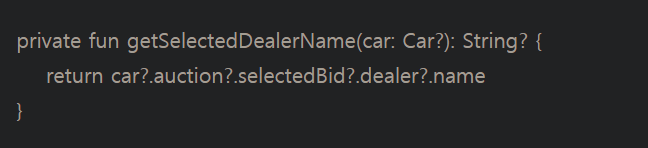 private fun getSelectedDealerName(car: Car?): String? {
    return car?.auction?.selectedBid?.dealer?.name
}